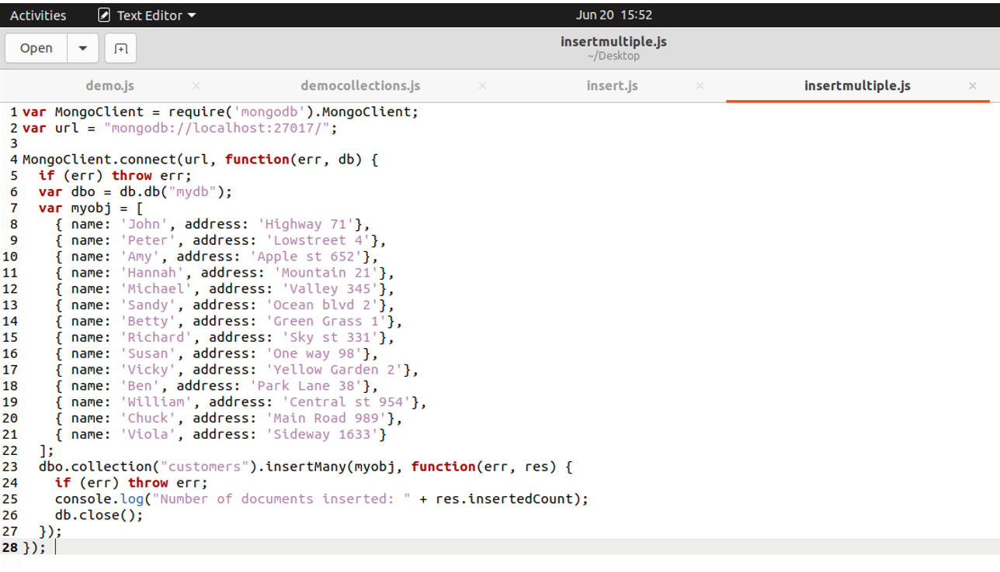 Activities Text Editor Jun 20 15:52
Open insertmultiple.js
~/Desktop
demo.js × democollections.js × insert.js × insertmultiple.js ×
1 var MongoClient = require('mongodb').MongoClient;
2 var url = "mongodb://localhost:27017/";
3
4 MongoClient.connect(url, function(err, db) {
5   if (err) throw err;
6   var dbo = db.db("mydb");
7   var myobj = [
8     { name: 'John', address: 'Highway 71'},
9     { name: 'Peter', address: 'Lowstreet 4'},
10     { name: 'Amy', address: 'Apple st 652'},
11     { name: 'Hannah', address: 'Mountain 21'},
12     { name: 'Michael', address: 'Valley 345'},
13     { name: 'Sandy', address: 'Ocean blvd 2'},
14     { name: 'Betty', address: 'Green Grass 1'},
15     { name: 'Richard', address: 'Sky st 331'},
16     { name: 'Susan', address: 'One way 98'},
17     { name: 'Vicky', address: 'Yellow Garden 2'},
18     { name: 'Ben', address: 'Park Lane 38'},
19     { name: 'William', address: 'Central st 954'},
20     { name: 'Chuck', address: 'Main Road 989'},
21     { name: 'Viola', address: 'Sideway 1633'}
22   ];
23   dbo.collection("customers").insertMany(myobj, function(err, res) {
24     if (err) throw err;
25     console.log("Number of documents inserted: " + res.insertedCount);
26     db.close();
27   });
28 });